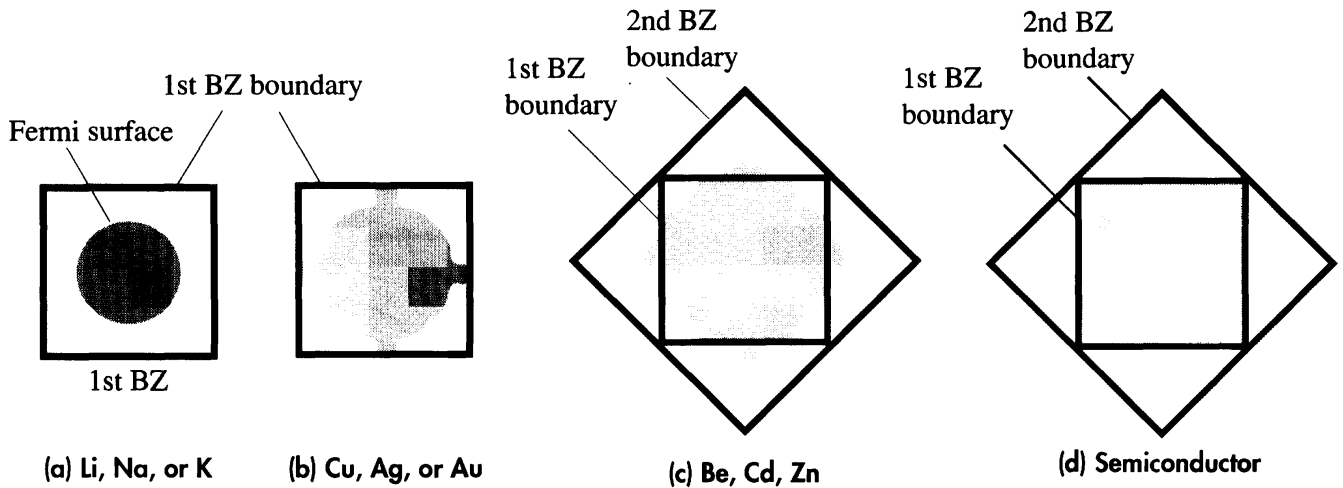 1st BZ boundary
Fermi surface
1st BZ
(a) Li, Na, or K
(b) Cu, Ag, or Au
2nd BZ
boundary
1st BZ
boundary
(c) Be, Cd, Zn
2nd BZ
boundary
1st BZ
boundary
(d) Semiconductor